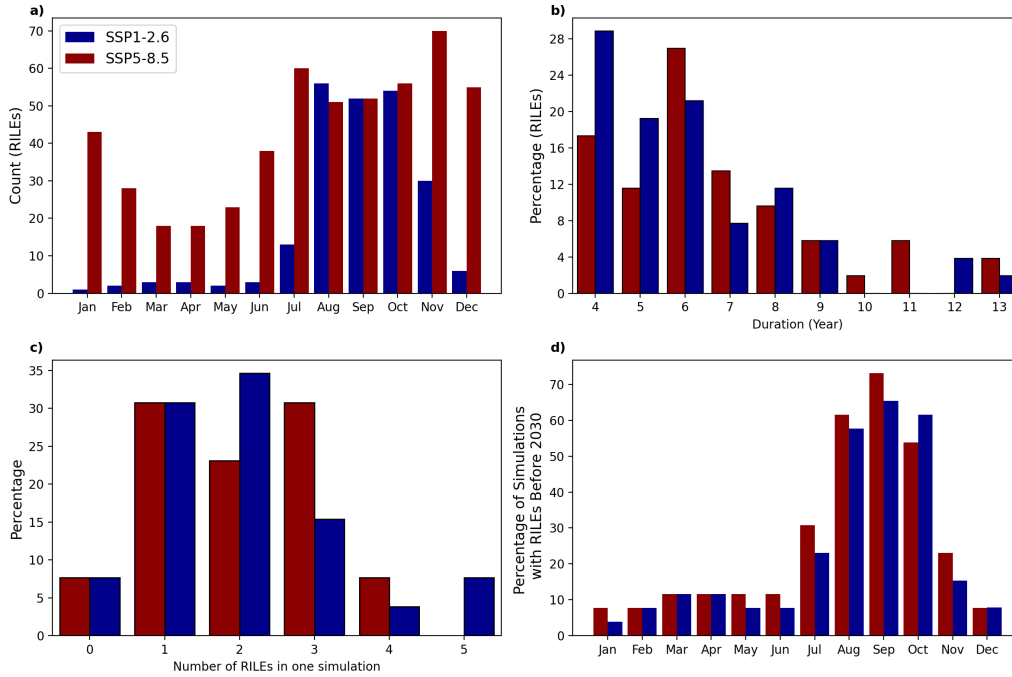 a)
SSP1-2.6
SSP5-8.5
Count (RILEs)
70
60
50
40
30
20
10
0
Jan Feb Mar Apr May Jun Jul Aug Sep Oct Nov Dec
b)
Percentage (RILEs)
28
24
20
16
12
8
4
0
4 5 6 7 8 9 10 11 12 13
Duration (Year)
c)
Percentage
35
30
25
20
15
10
5
0
0 1 2 3 4 5
Number of RILEs in one simulation
d)
Percentage of Simulations
with RILEs Before 2030
70
60
50
40
30
20
10
0
Jan Feb Mar Apr May Jun Jul Aug Sep Oct Nov Dec